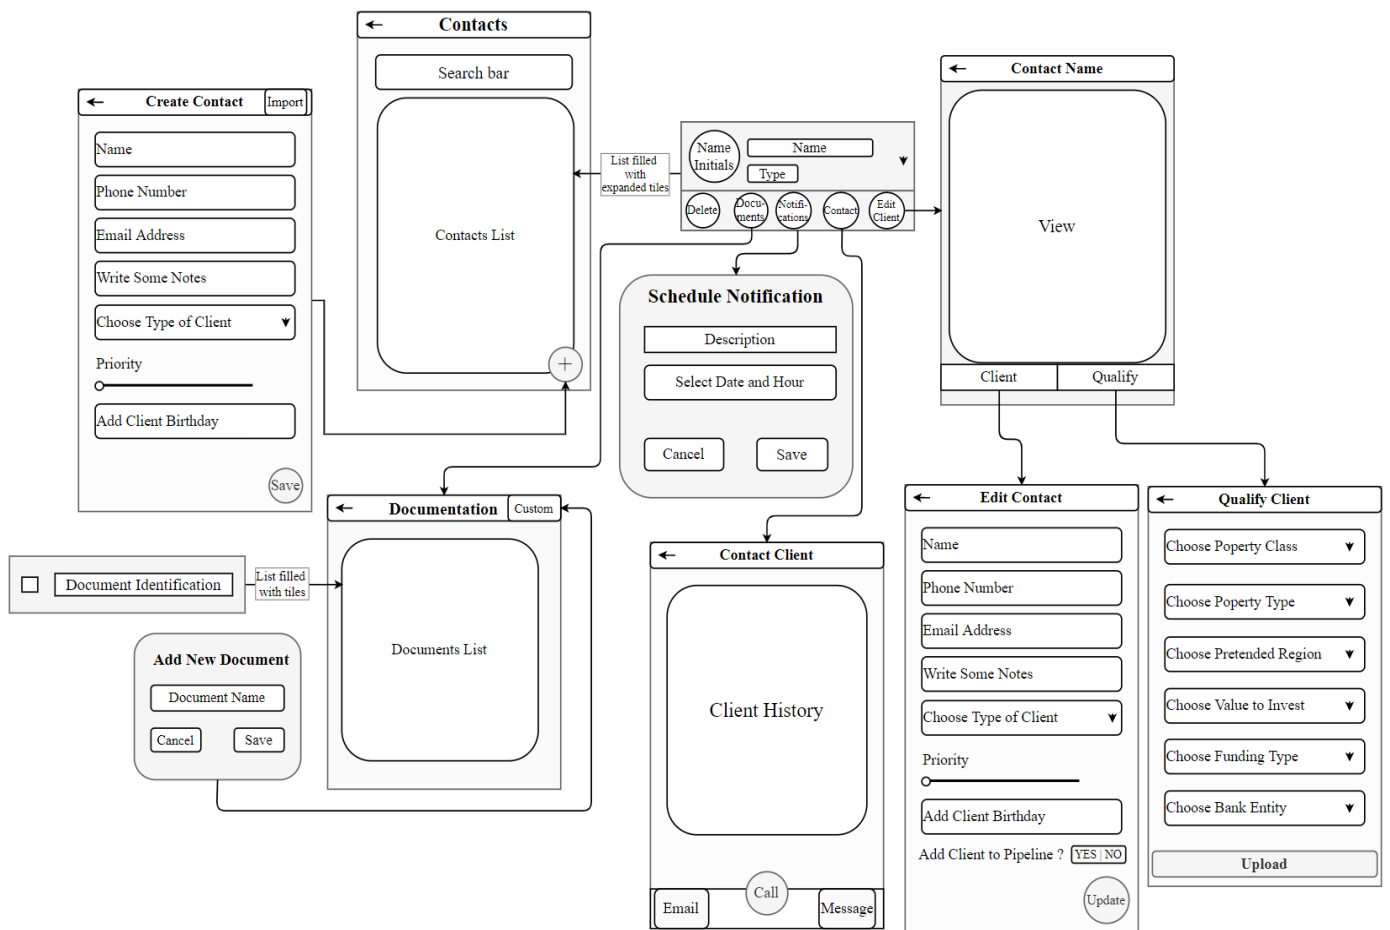 Contacts
Search bar
Contacts List
+
Create Contact
Import
Name
Phone Number
Email Address
Write Some Notes
Choose Type of Client
Priority
Add Client Birthday
Save
List filled
with
expanded tiles
Name
Initials
Name
Type
Delete
Docu-
ments
Notifi-
cations
Contact
Edit
Client
Contact Name
View
Client
Qualify
Schedule Notification
Description
Select Date and Hour
Cancel
Save
Documentation
Custom
Documents List
Document Identification
List filled
with tiles
Add New Document
Document Name
Cancel
Save
Contact Client
Client History
Email
Call
Message
Edit Contact
Name
Phone Number
Email Address
Write Some Notes
Choose Type of Client
Priority
Add Client Birthday
Add Client to Pipeline ?
YES | NO
Update
Qualify Client
Choose Poperty Class
Choose Poperty Type
Choose Pretended Region
Choose Value to Invest
Choose Funding Type
Choose Bank Entity
Upload